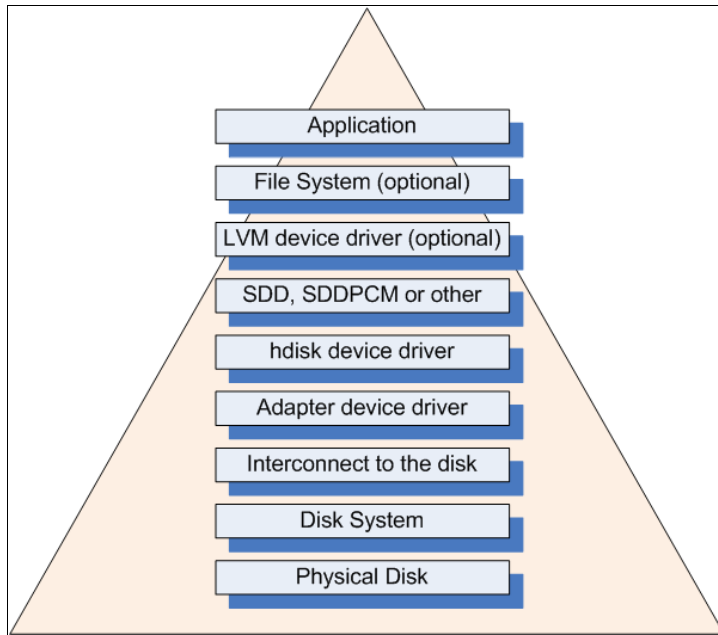 Application
File System (optional)
LVM device driver (optional)
SDD, SDDPCM or other
hdisk device driver
Adapter device driver
Interconnect to the disk
Disk System
Physical Disk